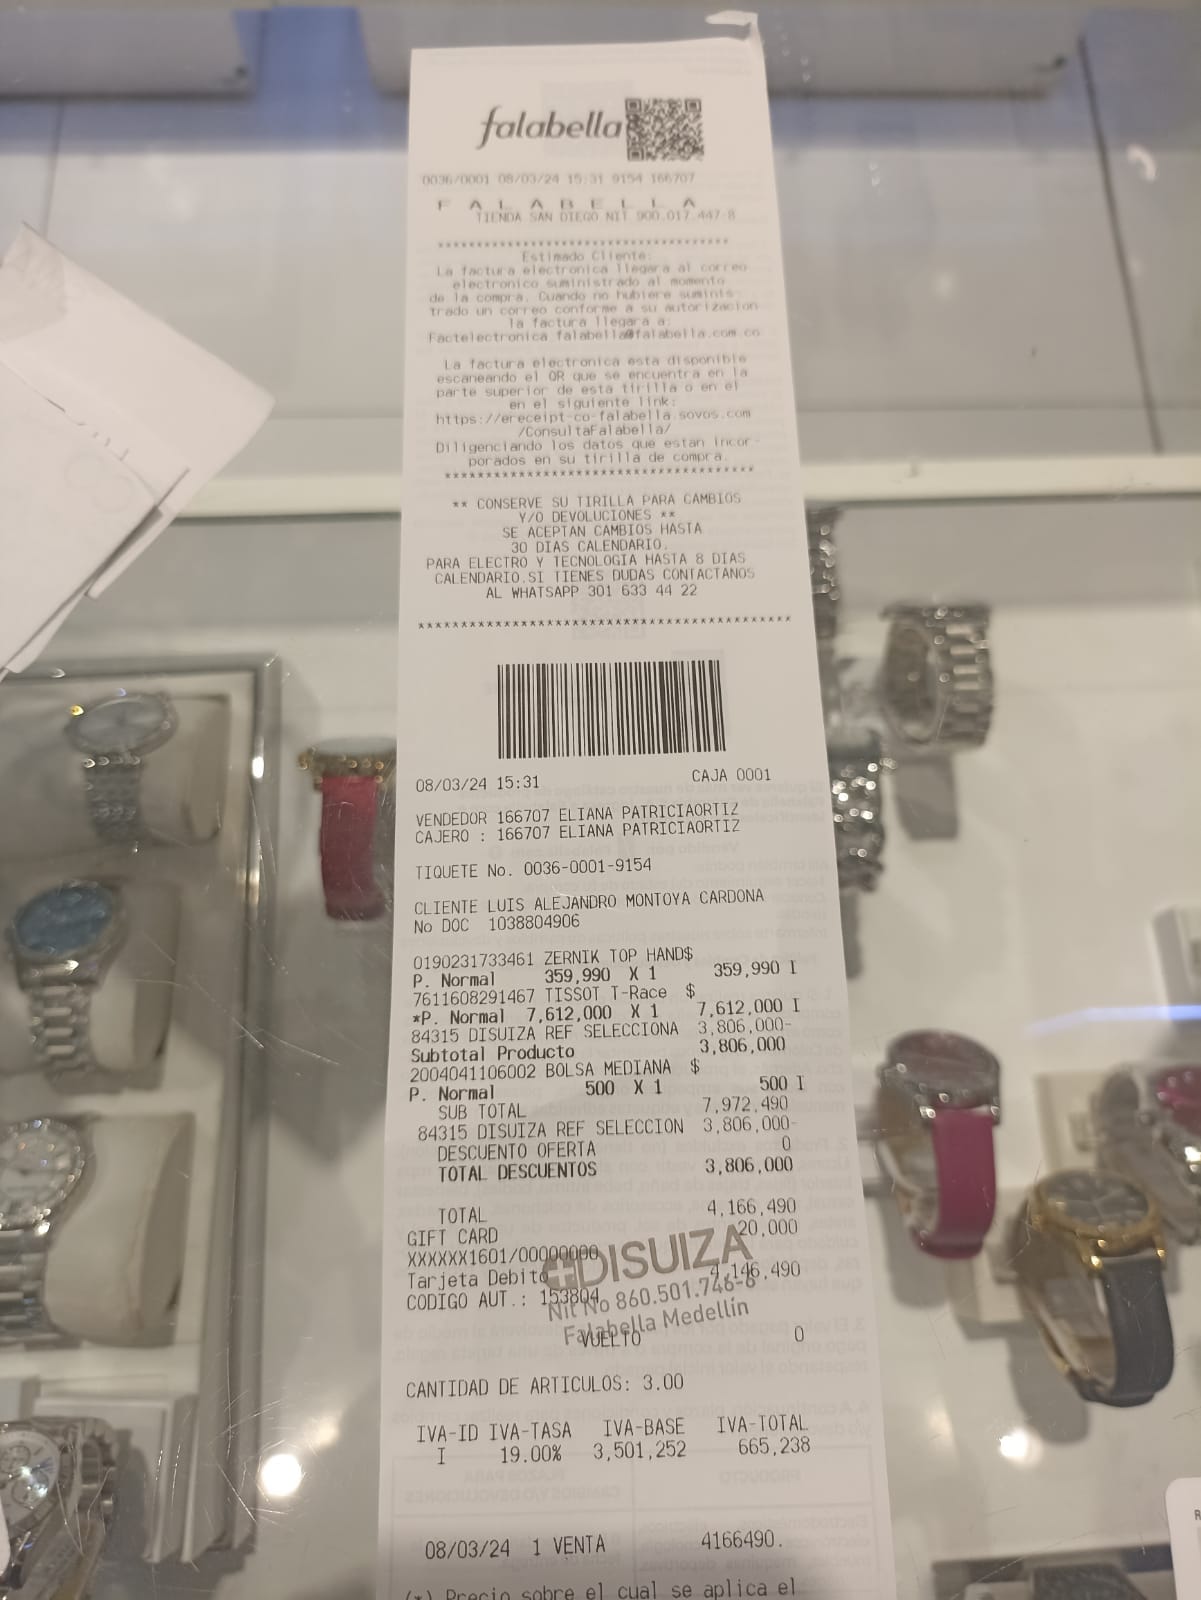 falabella
0036/0001 08/03/24 15:31 9154 166707
F A L A B E L L A
TIENDA SAN DIEGO NIT 900.017.447-8
****************************************
Estimado Cliente:
La factura electronica llegara al correo
electronico suministrado al momento
de la compra. Cuando no hubiere suminis-
trado un correo conforme a su autorizacion
la factura llegara a:
Factelectronica.falabella@falabella.com.co
La factura electronica esta disponible
escaneando el QR que se encuentra en la
parte superior de esta tirilla o en el
en el siguiente link:
https://ereceipt-co-falabella.sovos.com
/ConsultaFalabella/
Diligenciando los datos que estan incor-
porados en su tirilla de compra.
****************************************
** CONSERVE SU TIRILLA PARA CAMBIOS
Y/O DEVOLUCIONES **
SE ACEPTAN CAMBIOS HASTA
30 DIAS CALENDARIO.
PARA ELECTRO Y TECNOLOGIA HASTA 8 DIAS
CALENDARIO.SI TIENES DUDAS CONTACTANOS
AL WHATSAPP 301 633 44 22
********************************************
08/03/24 15:31 CAJA 0001
VENDEDOR 166707 ELIANA PATRICIAORTIZ
CAJERO : 166707 ELIANA PATRICIAORTIZ
TIQUETE No. 0036-0001-9154
CLIENTE LUIS ALEJANDRO MONTOYA CARDONA
No DOC 1038804906
0190231733461 ZERNIK TOP HAND$
P. Normal 359,990 X 1 359,990 I
7611608291467 TISSOT T-Race $
*P. Normal 7,612,000 X 1 7,612,000 I
84315 DISUIZA REF SELECCIONA 3,806,000-
Subtotal Producto 3,806,000
2004041106002 BOLSA MEDIANA $
P. Normal 500 X 1 500 I
SUB TOTAL 7,972,490
84315 DISUIZA REF SELECCION 3,806,000-
DESCUENTO OFERTA 0
TOTAL DESCUENTOS 3,806,000
TOTAL 4,166,490
GIFT CARD 20,000
XXXXXX1601/00000000
DISUIZA
Tarjeta Debito 4,146,490
CODIGO AUT.: 153804
Nit No 860.501.746-6
Falabella Medellín
VUELTO 0
CANTIDAD DE ARTICULOS: 3.00
IVA-ID IVA-TASA IVA-BASE IVA-TOTAL
I 19.00% 3,501,252 665,238
08/03/24 1 VENTA 4166490.
(*) Precio sobre el cual se aplica el